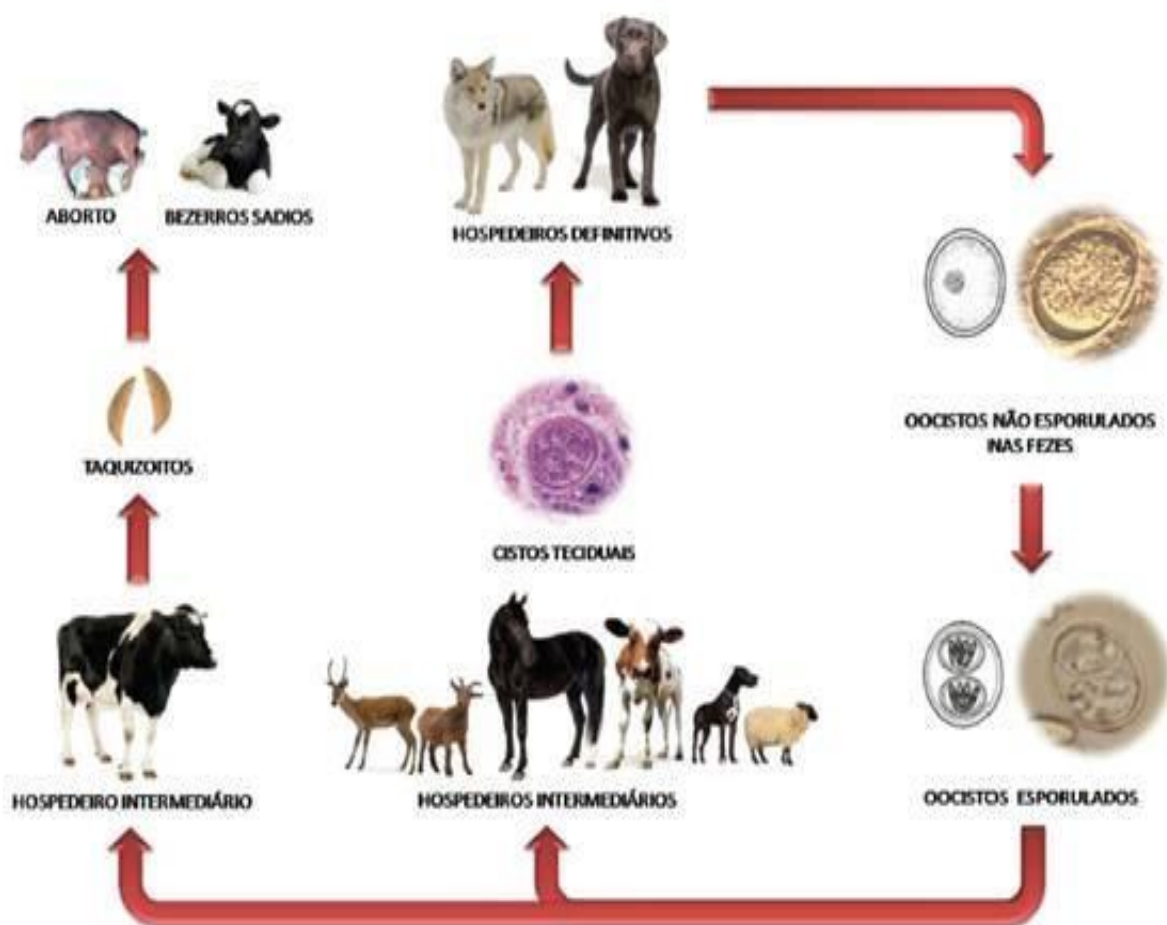 ABORTO
BEZERROS SADIOS
HOSPEDEIROS DEFINITIVOS
OOCISTOS NÃO ESPORULADOS
NAS FEZES
TAQUIZOITOS
CISTOS TECIDUAIS
HOSPEDEIRO INTERMEDIÁRIO
HOSPEDEIROS INTERMEDIÁRIOS
OOCISTOS ESPORULADOS